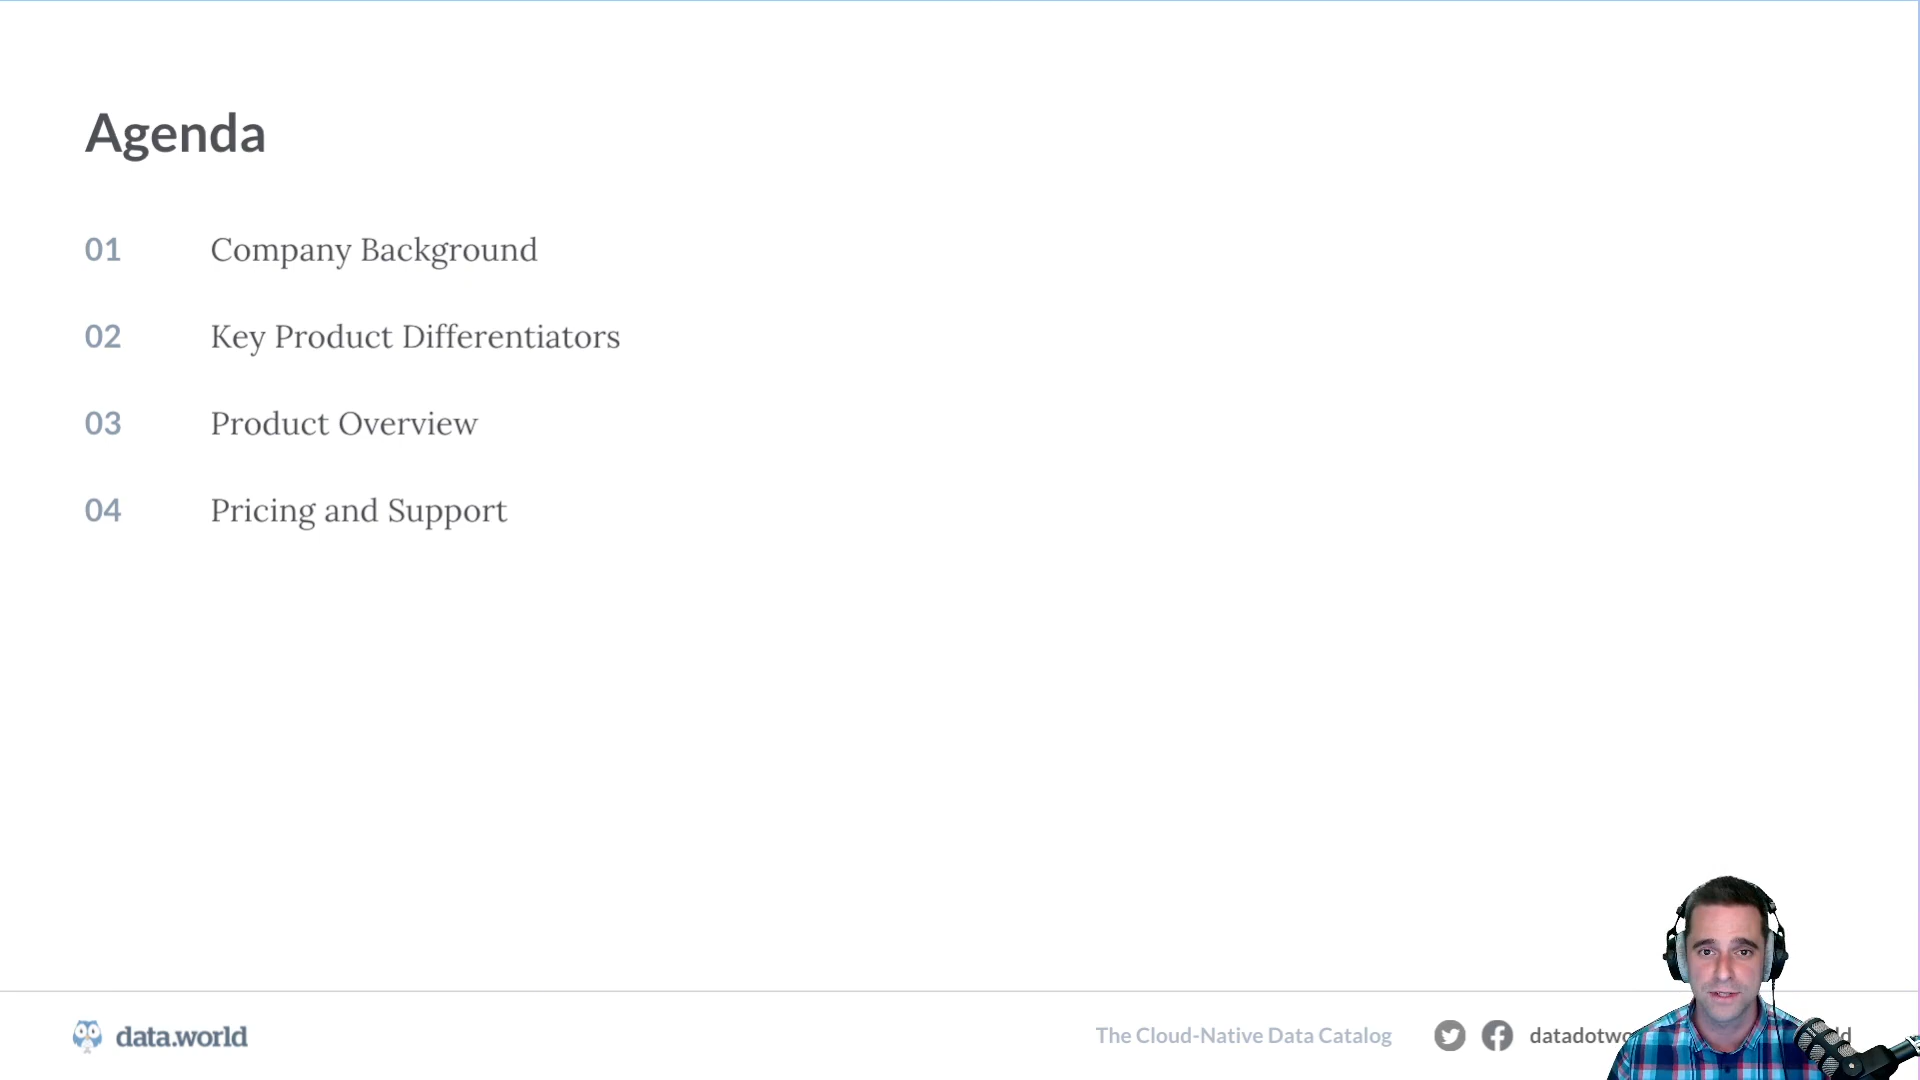 Agenda
01 Company Background
02 Key Product Differentiators
03 Product Overview
04 Pricing and Support
data.world
The Cloud-Native Data Catalog